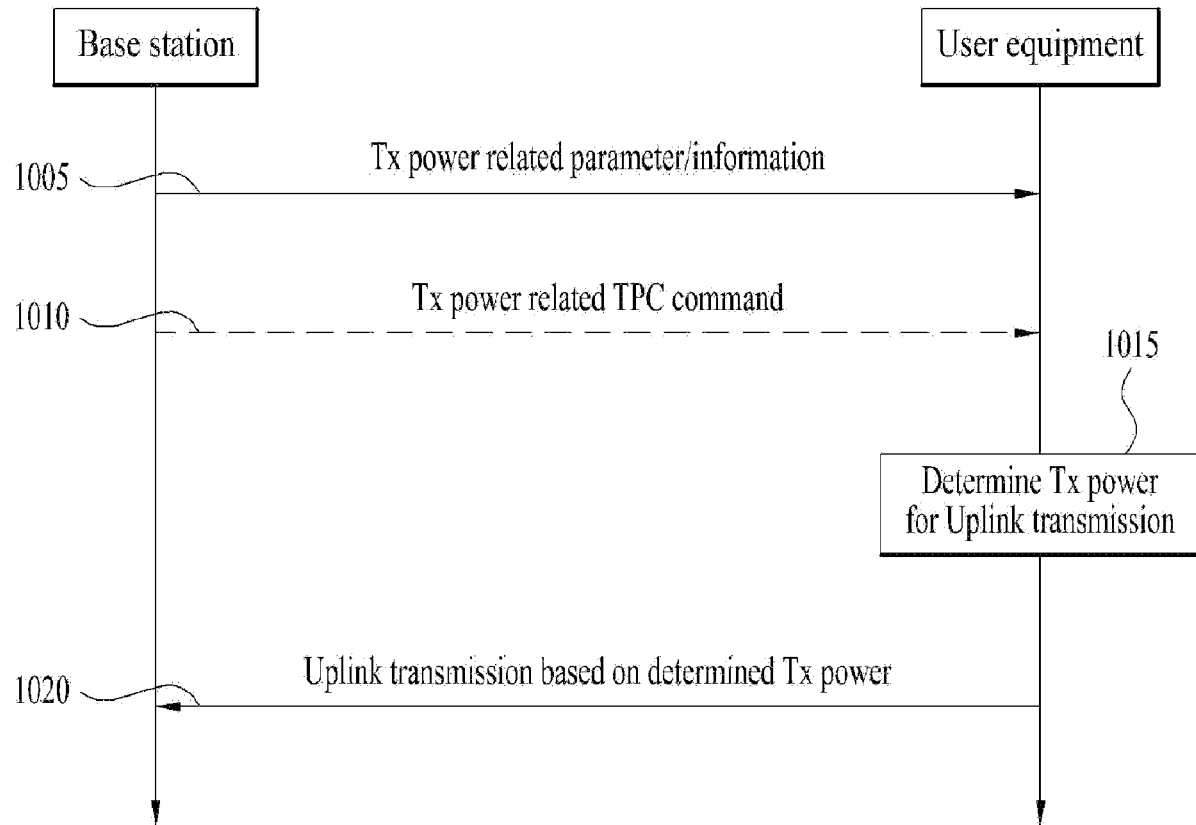 Base station
User equipment
Tx power related parameter/information
1005
Tx power related TPC command
1010
1015
Determine Tx power
for Uplink transmission
Uplink transmission based on determined Tx power
1020